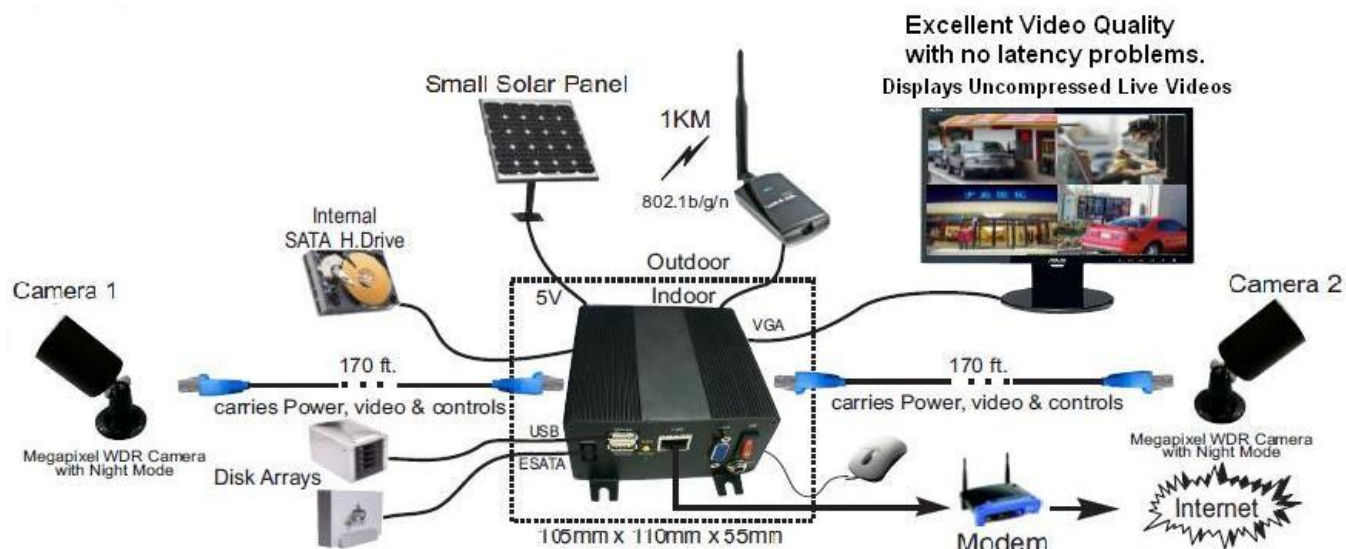 Excellent Video Quality
with no latency problems.
Displays Uncompressed Live Videos
Small Solar Panel
1KM
802.1b/g/n
Internal
SATA H.Drive
Outdoor
Indoor
5V
VGA
Camera 1
Camera 2
170 ft.
carries Power, video & controls
170 ft.
carries Power, video & controls
Megapixel WDR Camera
with Night Mode
Megapixel WDR Camera
with Night Mode
USB
ESATA
Disk Arrays
105mm x 110mm x 55mm
Modem
Internet